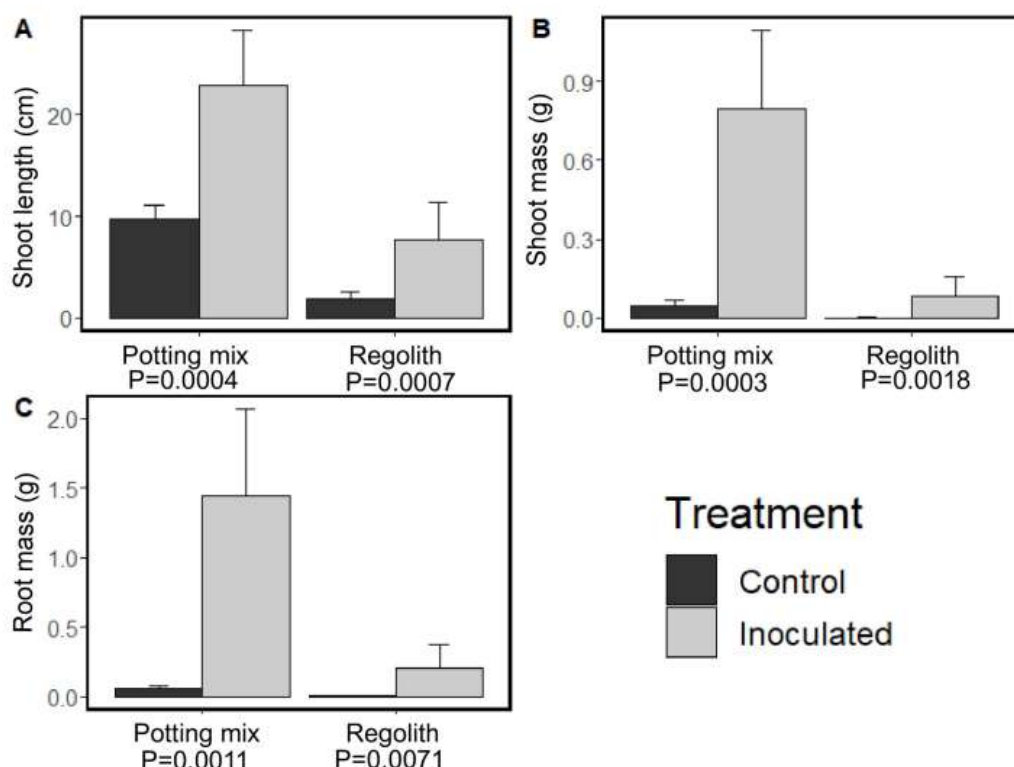 A
Shoot length (cm)
20
10
0
Potting mix
P=0.0004
Regolith
P=0.0007
B
Shoot mass (g)
0.9
0.6
0.3
0.0
Potting mix
P=0.0003
Regolith
P=0.0018
C
Root mass (g)
2.0
1.5
1.0
0.5
0.0
Potting mix
P=0.0011
Regolith
P=0.0071
Treatment
Control
Inoculated